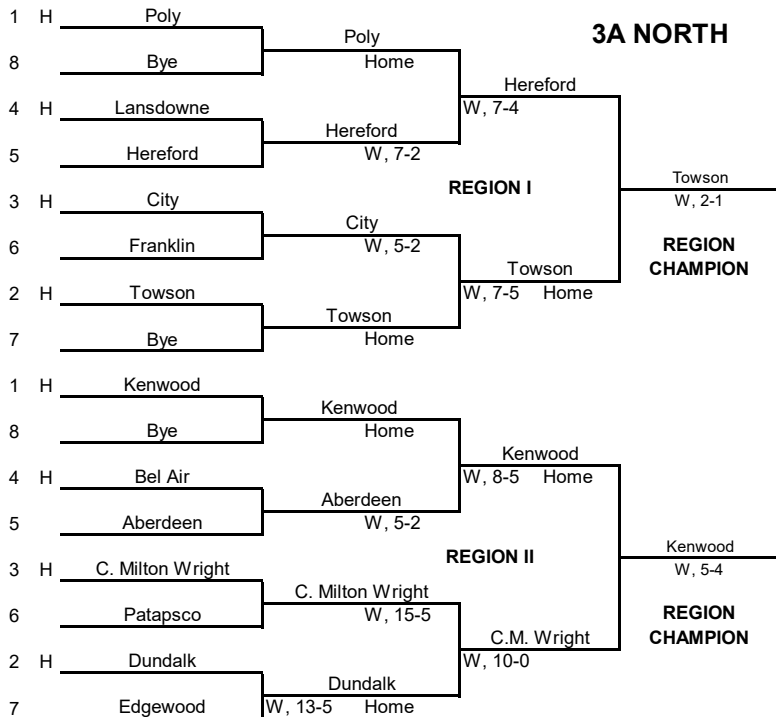 1 H Poly
Poly
3A NORTH
8 Bye
Home
Hereford
4 H Lansdowne
W, 7-4
Hereford
5 Hereford
W, 7-2
REGION I
Towson
3 H City
W, 2-1
City
6 Franklin
W, 5-2
REGION
CHAMPION
Towson
2 H Towson
W, 7-5 Home
Towson
7 Bye
Home
1 H Kenwood
Kenwood
8 Bye
Home
Kenwood
4 H Bel Air
W, 8-5 Home
Aberdeen
5 Aberdeen
W, 5-2
REGION II
Kenwood
3 H C. Milton Wright
W, 5-4
C. Milton Wright
6 Patapsco
W, 15-5
REGION
CHAMPION
C.M. Wright
2 H Dundalk
W, 10-0
Dundalk
7 Edgewood
W, 13-5 Home